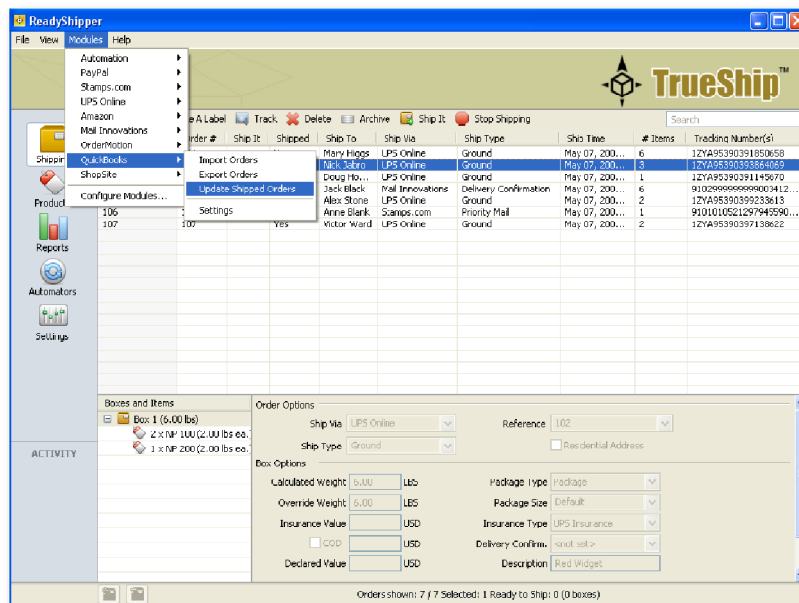 ReadyShipper
File View Modules Help
Automation
PayPal
Stamps.com
UPS Online
Amazon
Mail Innovations
OrderMotion
QuickBooks
ShopSite
Configure Modules...
Import Orders
Export Orders
Update Shipped Orders
Settings
TrueShip™
A Label Track Delete Archive Ship It Stop Shipping Search
Ship It Shipped Ship To Ship Via Ship Type Ship Time # Items Tracking Number(s)
Mary Higgs UPS Online Ground May 07, 200... 6 1ZYA95390391850658
Nick Jabro UPS Online Ground May 07, 200... 3 1ZYA95390393864069
Doug Ho... UPS Online Ground May 07, 200... 1 1ZYA95390391145670
Jack Black Mail Innovations Delivery Confirmation May 07, 200... 6 9102999999999003412...
Alex Stone UPS Online Ground May 07, 200... 2 1ZYA95390399233613
106 Anne Blank Stamps.com Priority Mail May 07, 200... 1 9101010521297945590...
107 107 Yes Victor Ward UPS Online Ground May 07, 200... 2 1ZYA95390397138622
Reports
Automators
Settings
ACTIVITY
Boxes and Items
Box 1 (6.00 lbs)
2 x NP 100 (2.00 lbs ea.
1 x NP 200 (2.00 lbs ea.
Order Options
Ship Via UPS Online Reference 102
Ship Type Ground Residential Address
Box Options
Calculated Weight 6.00 LBS Package Type Package
Override Weight 6.00 LBS Package Size Default
Insurance Value USD Insurance Type UPS Insurance
COD USD Delivery Confirm. <not set>
Declared Value USD Description Red Widget
Orders shown: 7 / 7 Selected: 1 Ready to Ship: 0 (0 boxes)